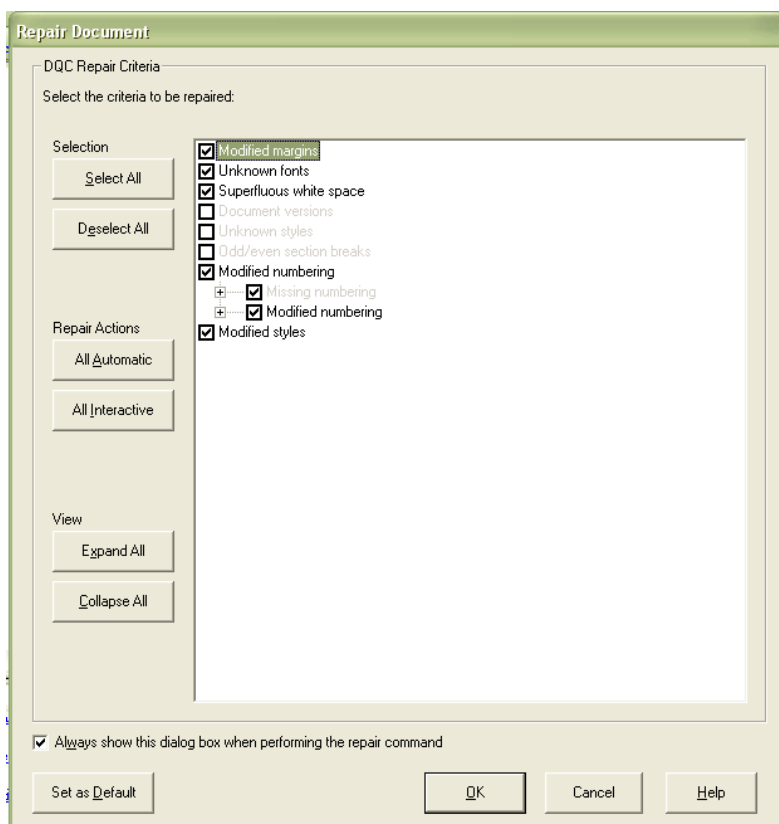 Repair Document
DQC Repair Criteria
Select the criteria to be repaired:
Selection
Select All
Deselect All
Repair Actions
All Automatic
All Interactive
View
Expand All
Collapse All
Modified margins
Unknown fonts
Superfluous white space
Document versions
Unknown styles
Odd/even section breaks
Modified numbering
Missing numbering
Modified numbering
Modified styles
Always show this dialog box when performing the repair command
Set as Default
OK
Cancel
Help